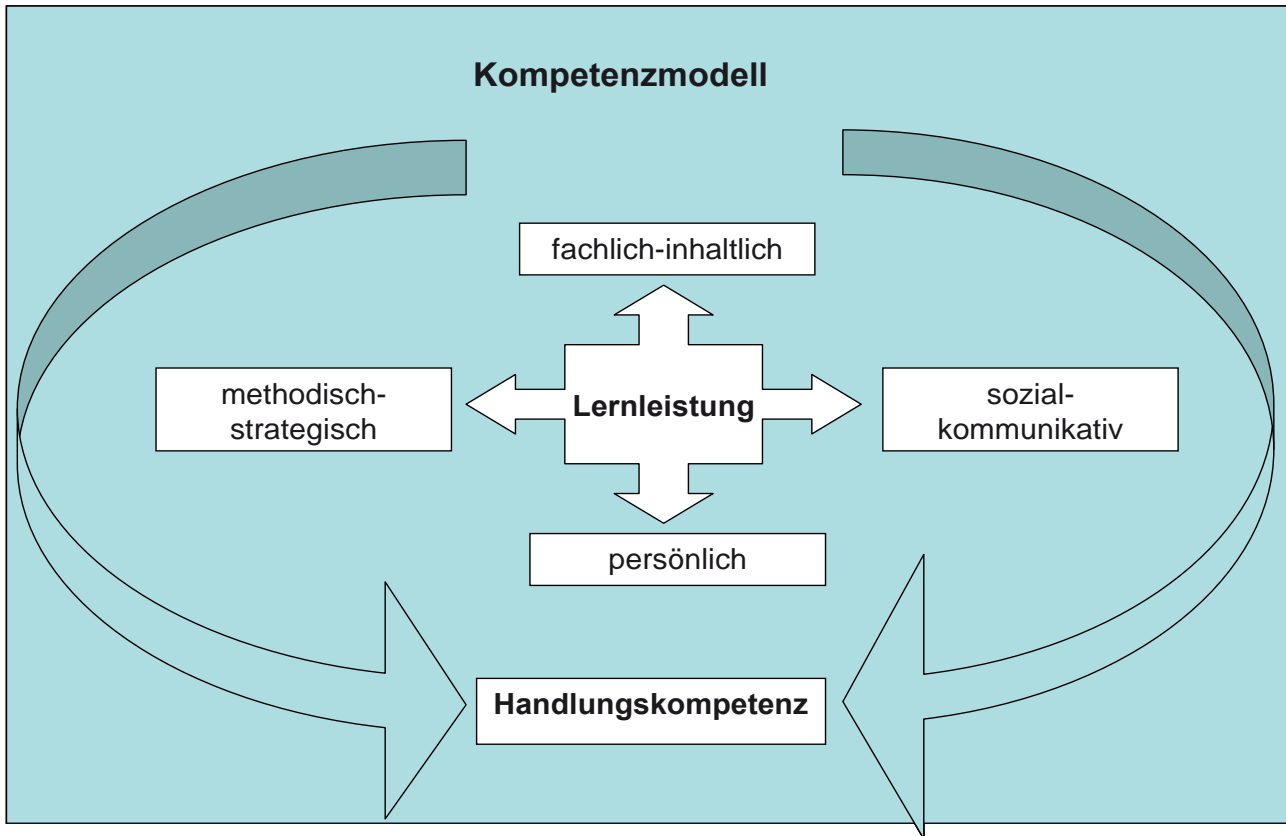 Kompetenzmodell
fachlich-inhaltlich
methodisch-
strategisch
Lernleistung
sozial-
kommunikativ
persönlich
Handlungskompetenz